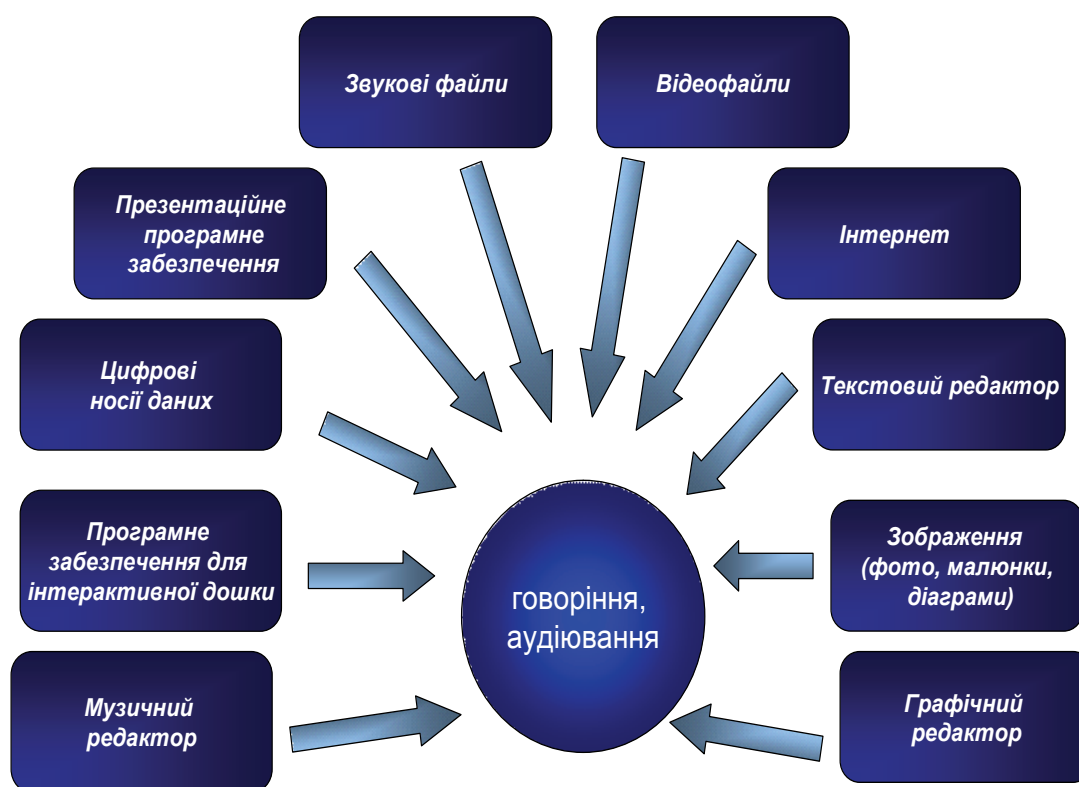 Звукові файли
Відеофайли
Презентаційне
програмне
забезпечення
Інтернет
Цифрові
носії даних
Текстовий редактор
Програмне
забезпечення для
інтерактивної дошки
Зображення
(фото, малюнки,
діаграми)
говоріння,
аудіювання
Музичний
редактор
Графічний
редактор